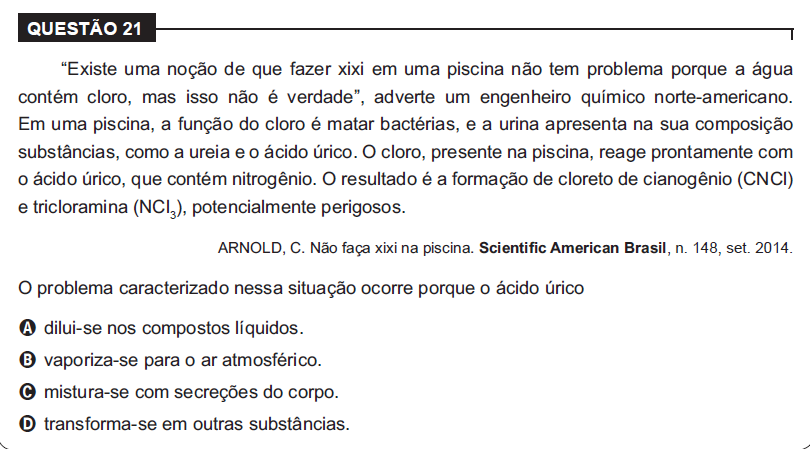 QUESTÃO 21
“Existe uma noção de que fazer xixi em uma piscina não tem problema porque a água
contém cloro, mas isso não é verdade”, adverte um engenheiro químico norte-americano.
Em uma piscina, a função do cloro é matar bactérias, e a urina apresenta na sua composição
substâncias, como a ureia e o ácido úrico. O cloro, presente na piscina, reage prontamente com
o ácido úrico, que contém nitrogênio. O resultado é a formação de cloreto de cianogênio (CNCl)
e tricloramina (NCl₃), potencialmente perigosos.
ARNOLD, C. Não faça xixi na piscina. Scientific American Brasil, n. 148, set. 2014.
O problema caracterizado nessa situação ocorre porque o ácido úrico
A dilui-se nos compostos líquidos.
B vaporiza-se para o ar atmosférico.
C mistura-se com secreções do corpo.
D transforma-se em outras substâncias.